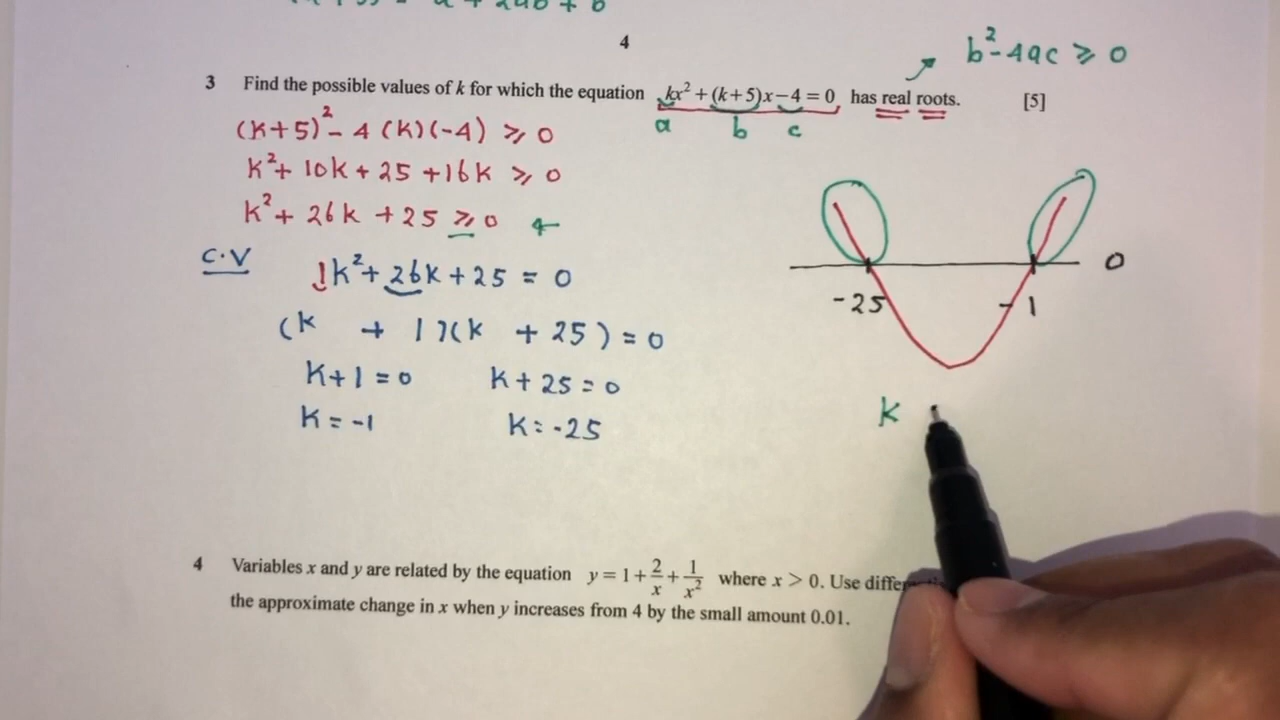 4
b² - 4ac ≥ 0
3 Find the possible values of k for which the equation kx² + (k+5)x − 4 = 0 has real roots. [5]
a b c
(k+5)² - 4(k)(-4) ≥ 0
k² + 10k + 25 + 16k ≥ 0
k² + 26k + 25 ≥ 0 ←
C.V
1k² + 26k + 25 = 0
(k + 1)(k + 25) = 0
k+1 = 0 k + 25 = 0
k = -1 k = -25
0
-25 -1
k
4 Variables x and y are related by the equation y = 1 + 2/x + 1/x² where x > 0. Use
the approximate change in x when y increases from 4 by the small amount 0.01.